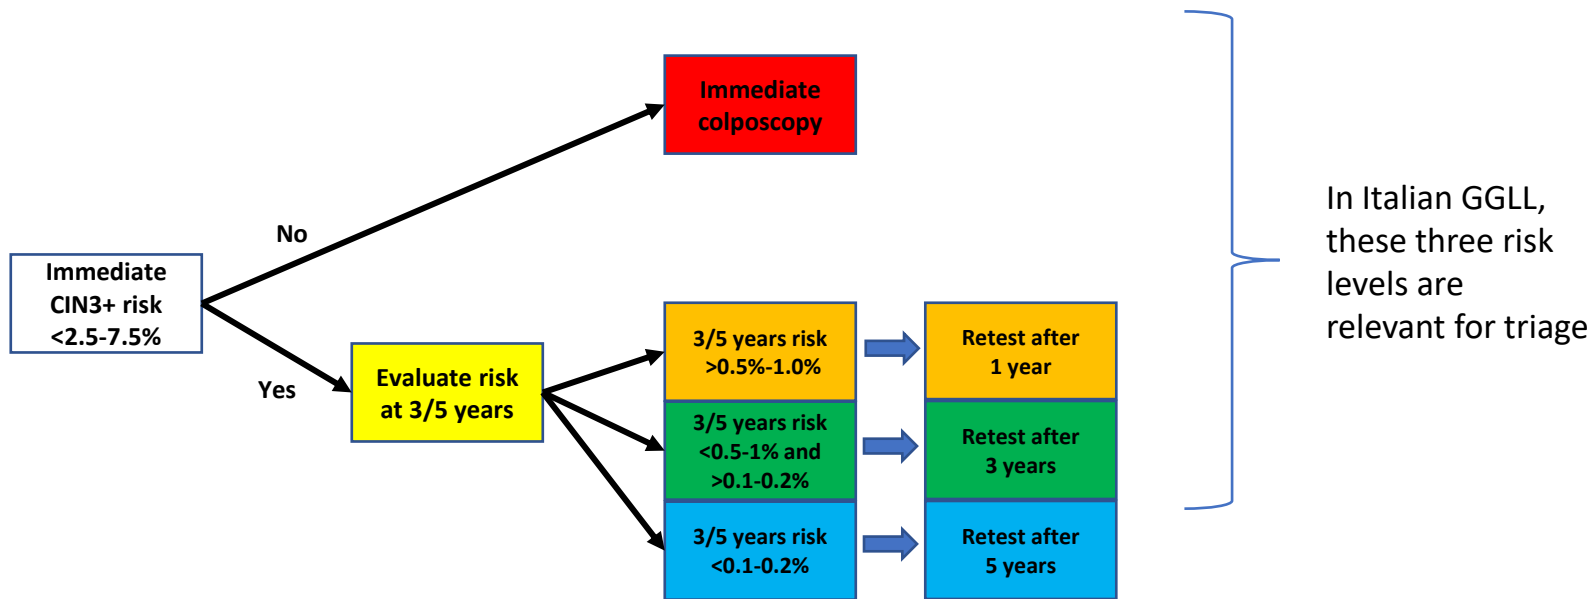 Immediate
colposcopy
No
Immediate
CIN3+ risk
<2.5-7.5%
Yes
Evaluate risk
at 3/5 years
3/5 years risk
>0.5%-1.0%
Retest after
1 year
3/5 years risk
<0.5-1% and
>0.1-0.2%
Retest after
3 years
3/5 years risk
<0.1-0.2%
Retest after
5 years
In Italian GGLL,
these three risk
levels are
relevant for triage